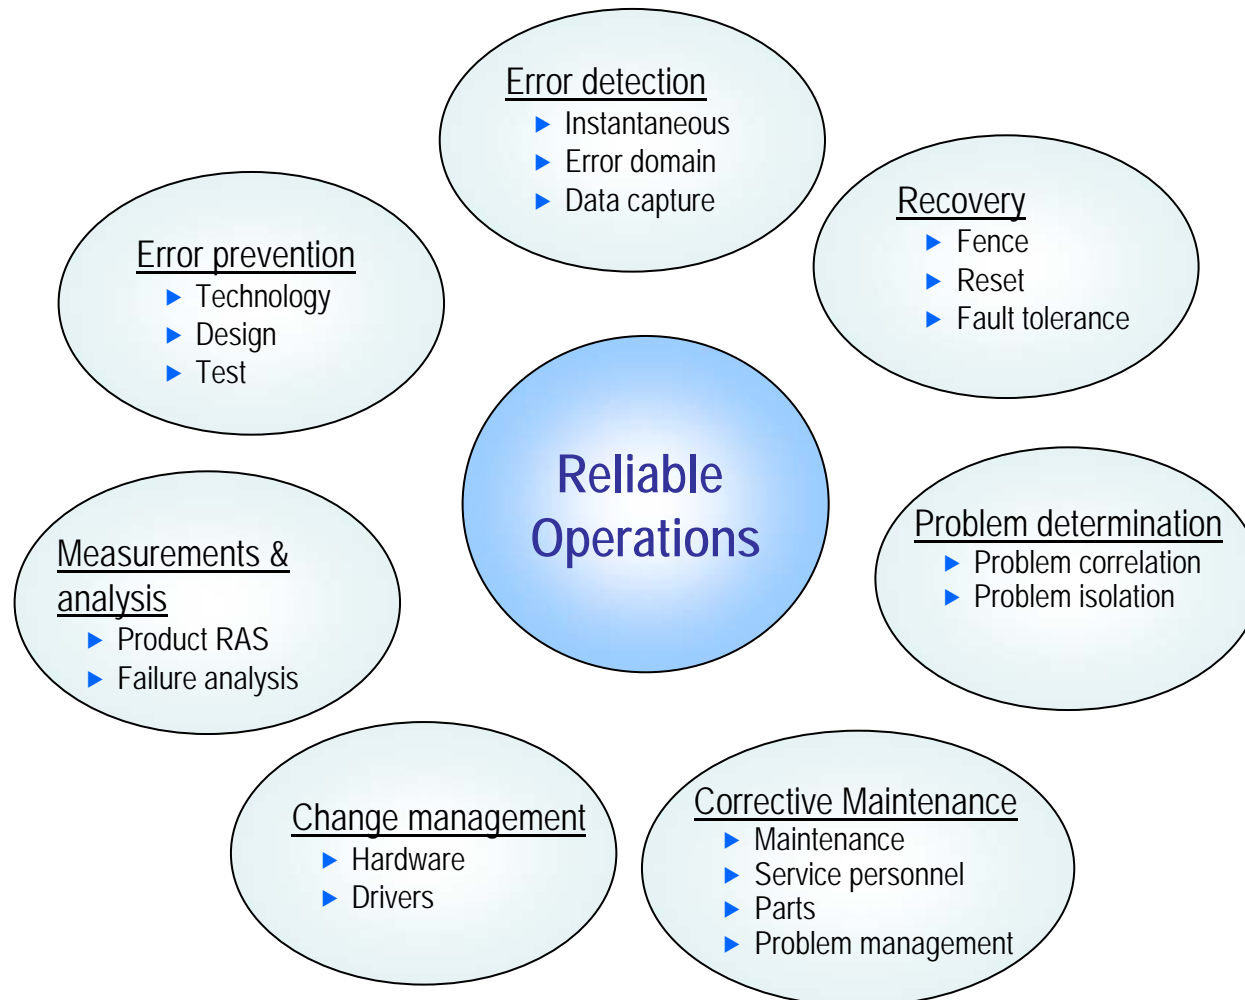 Error detection
Instantaneous
Error domain
Data capture
Recovery
Fence
Reset
Fault tolerance
Error prevention
Technology
Design
Test
Reliable
Operations
Problem determination
Problem correlation
Problem isolation
Measurements &
analysis
Product RAS
Failure analysis
Change management
Hardware
Drivers
Corrective Maintenance
Maintenance
Service personnel
Parts
Problem management